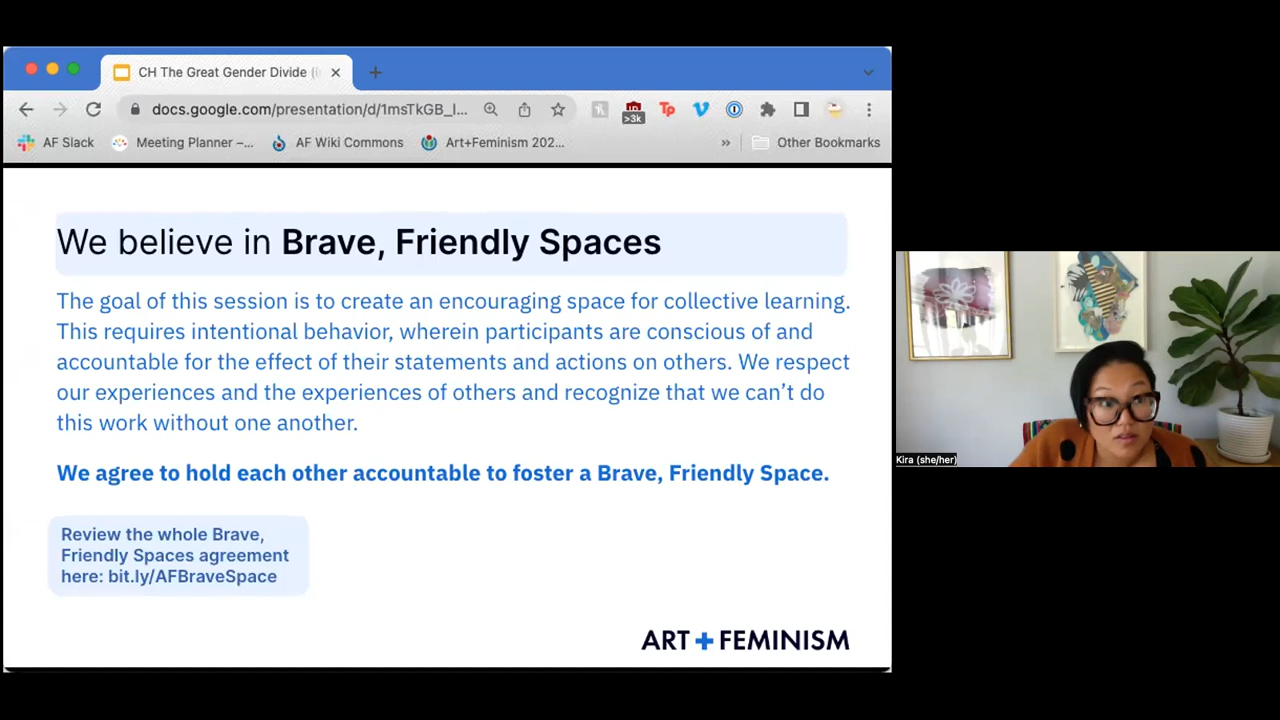 CH The Great Gender Divide (i
docs.google.com/presentation/d/1msTkGB_l...
>3k
Tp
AF Slack
Meeting Planner –...
AF Wiki Commons
Art+Feminism 202...
»
Other Bookmarks
We believe in Brave, Friendly Spaces
The goal of this session is to create an encouraging space for collective learning.
This requires intentional behavior, wherein participants are conscious of and
accountable for the effect of their statements and actions on others. We respect
our experiences and the experiences of others and recognize that we can’t do
this work without one another.
We agree to hold each other accountable to foster a Brave, Friendly Space.
Review the whole Brave,
Friendly Spaces agreement
here: bit.ly/AFBraveSpace
ART + FEMINISM
Kira (she/her)